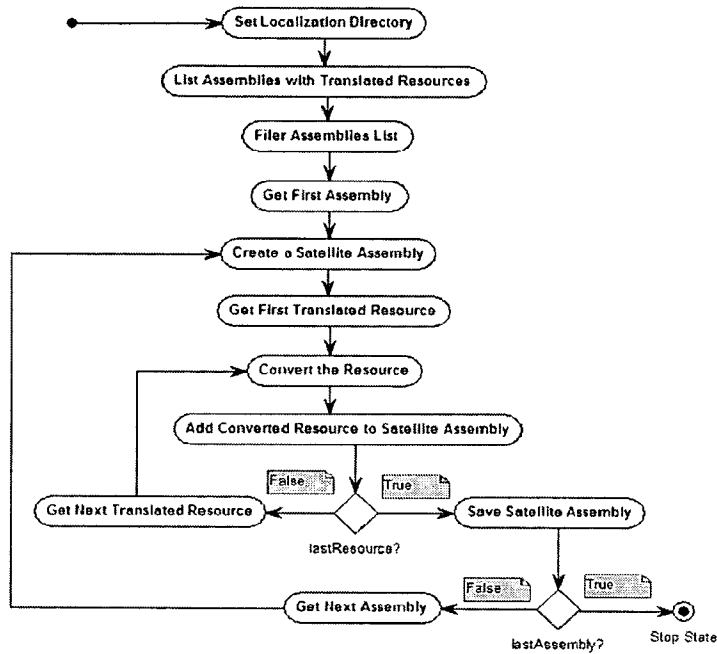 Set Localization Directory
List Assemblies with Translated Resources
Filer Assemblies List
Get First Assembly
Create a Satellite Assembly
Get First Translated Resource
Convert the Resource
Add Converted Resource to Satellite Assembly
False
True
Get Next Translated Resource
Save Satellite Assembly
lastResource?
False
True
Get Next Assembly
lastAssembly?
Stop State